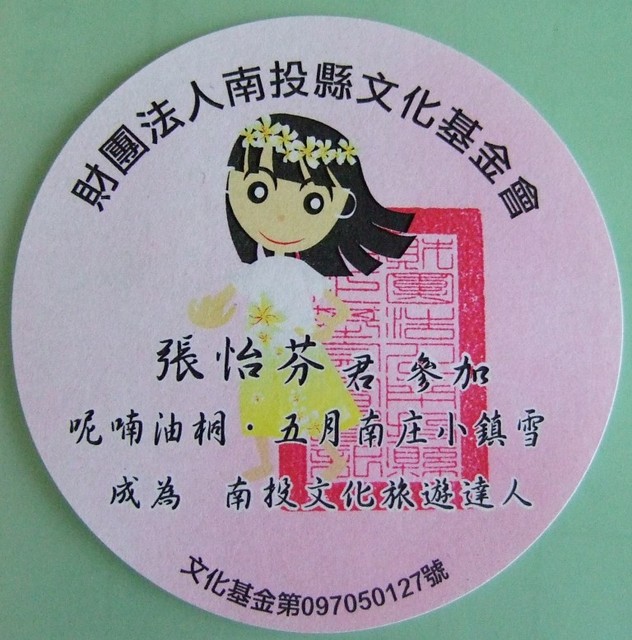 財團法人南投縣文化基金會
張怡芬君 參加
呢喃油桐·五月南庄小鎮雪
成為 南投文化旅遊達人
文化基金第097050127號